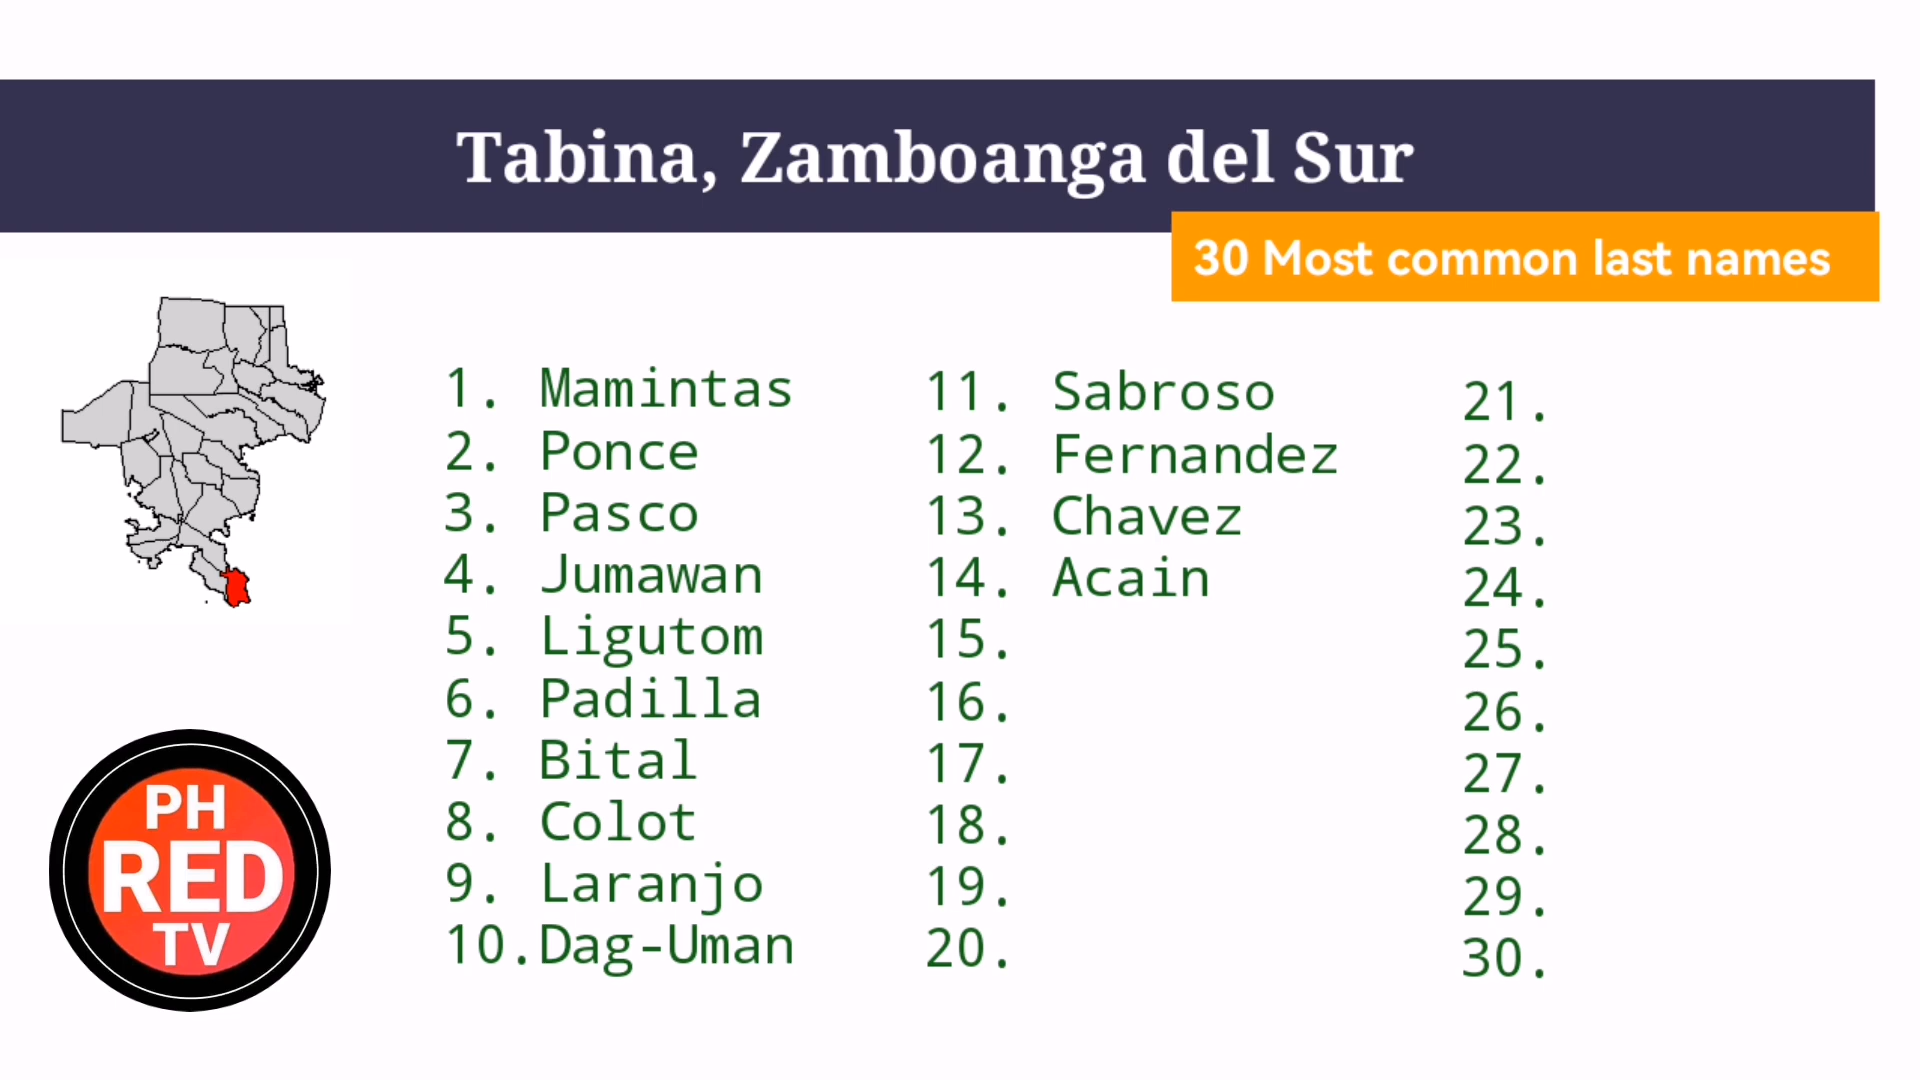 Tabina, Zamboanga del Sur
30 Most common last names
1. Mamintas
2. Ponce
3. Pasco
4. Jumawan
5. Ligutom
6. Padilla
7. Bital
8. Colot
9. Laranjo
10.Dag-Uman
11. Sabroso
12. Fernandez
13. Chavez
14. Acain
15.
16.
17.
18.
19.
20.
21.
22.
23.
24.
25.
26.
27.
28.
29.
30.
PH
RED
TV